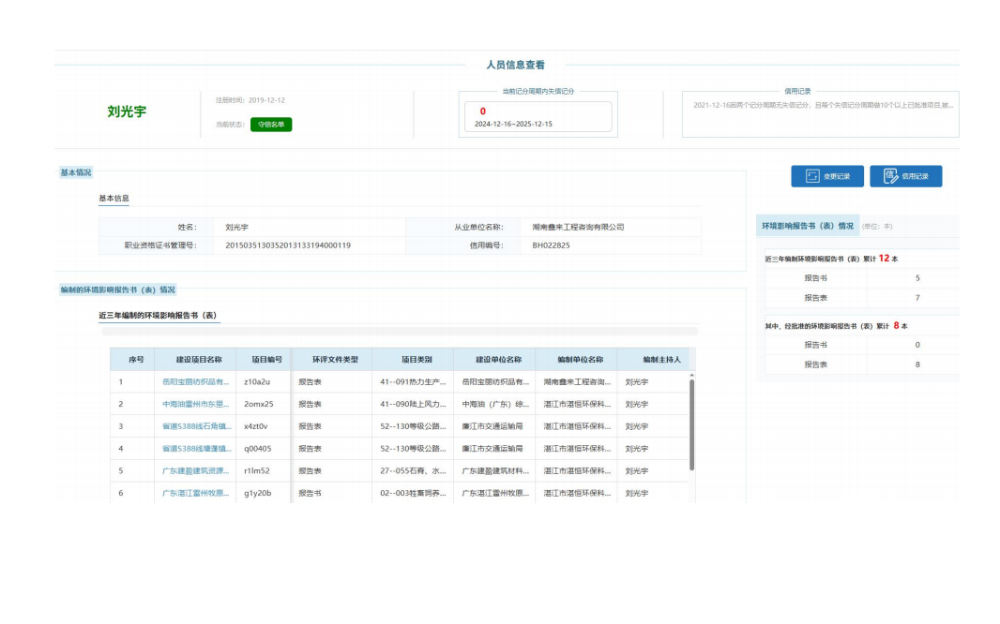 人员信息查看
刘光宇
注册时间: 2019-12-12
当前状态: 守信名单
当前记分周期内失信记分
0
2024-12-16~2025-12-15
信用记录
2021-12-16因两个记分周期无失信记分，且每个失信记分周期做10个以上已批准项目,被...
基本情况
变更记录
信用记录
基本信息
姓名: 刘光宇 从业单位名称: 湖南鑫来工程咨询有限公司
职业资格证书管理号: 2015035130352013133194000119 信用编号: BH022825
环境影响报告书（表）情况 (单位: 本)
近三年编制环境影响报告书（表）累计 12 本
报告书 5
报告表 7
其中，经批准的环境影响报告书（表）累计 8 本
报告书 0
报告表 8
编制的环境影响报告书（表）情况
近三年编制的环境影响报告书（表）
序号 建设项目名称 项目编号 环评文件类型 项目类别 建设单位名称 编制单位名称 编制主持人
1 岳阳宝丽纺织品有... z10a2u 报告表 41--091热力生产... 岳阳宝丽纺织品有... 湖南鑫来工程咨询... 刘光宇
2 中海油雷州市东里... 2omx25 报告表 41--090陆上风力... 中海油（广东）综... 湛江市湛恒环保科... 刘光宇
3 省道S388线石角镇... x4zt0v 报告表 52--130等级公路... 廉江市交通运输局 湛江市湛恒环保科... 刘光宇
4 省道S388线塘蓬镇... q00405 报告表 52--130等级公路... 廉江市交通运输局 湛江市湛恒环保科... 刘光宇
5 广东建盈建筑资源... r1lm52 报告表 27--055石膏、水... 广东建盈建筑材料... 湛江市湛恒环保科... 刘光宇
6 广东湛江雷州牧原... g1y20b 报告书 02--003牲畜饲养... 广东湛江雷州牧原... 湛江市湛恒环保科... 刘光宇